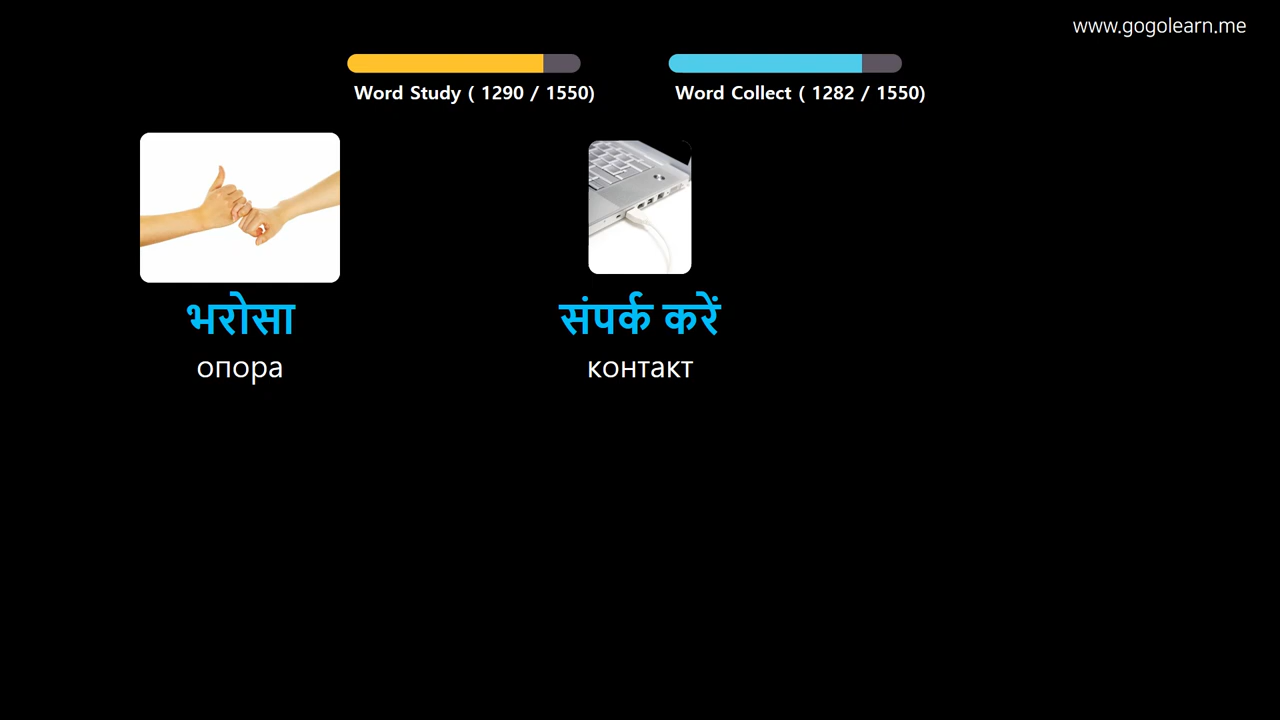 www.gogolearn.me
Word Study ( 1290 / 1550)
Word Collect ( 1282 / 1550)
भरोसा
संपर्क करें
опора
контакт